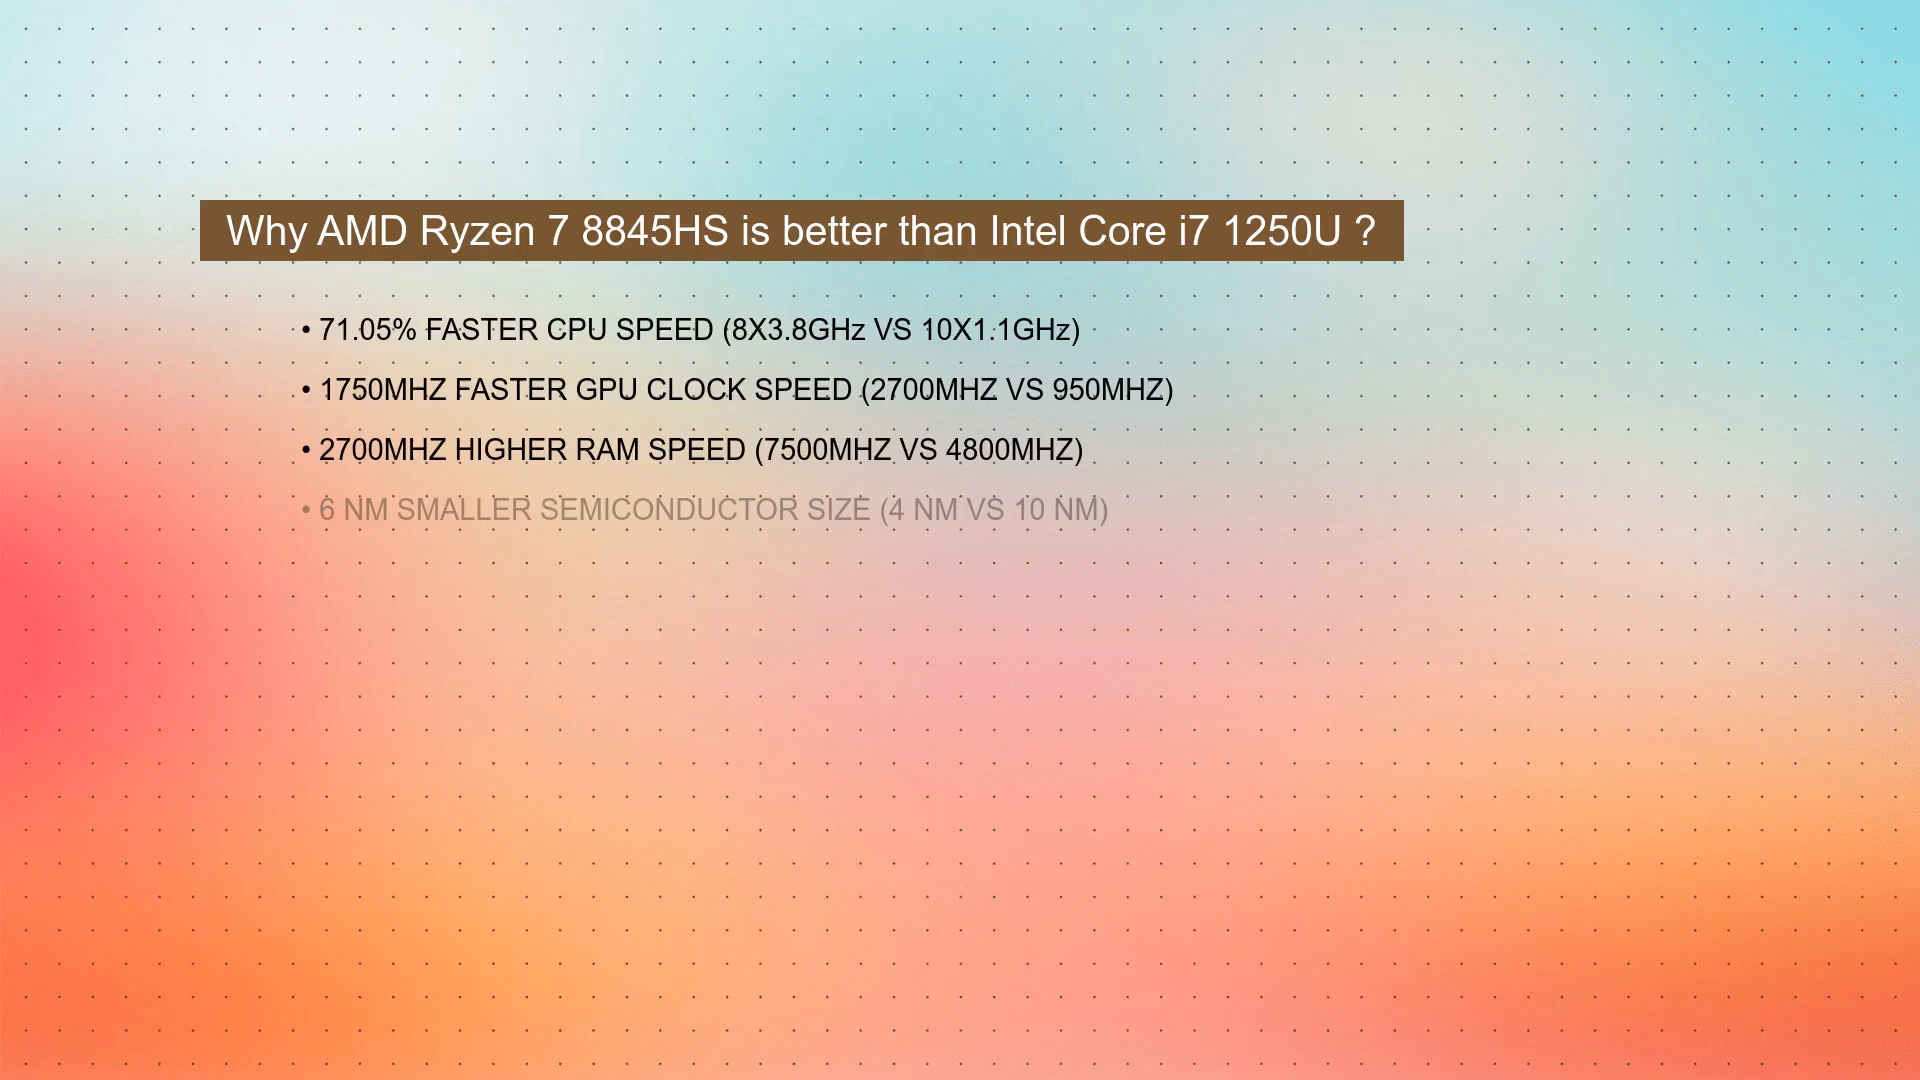 Why AMD Ryzen 7 8845HS is better than Intel Core i7 1250U ?
• 71.05% FASTER CPU SPEED (8X3.8GHz VS 10X1.1GHz)
• 1750MHZ FASTER GPU CLOCK SPEED (2700MHZ VS 950MHZ)
• 2700MHZ HIGHER RAM SPEED (7500MHZ VS 4800MHZ)
• 6 NM SMALLER SEMICONDUCTOR SIZE (4 NM VS 10 NM)